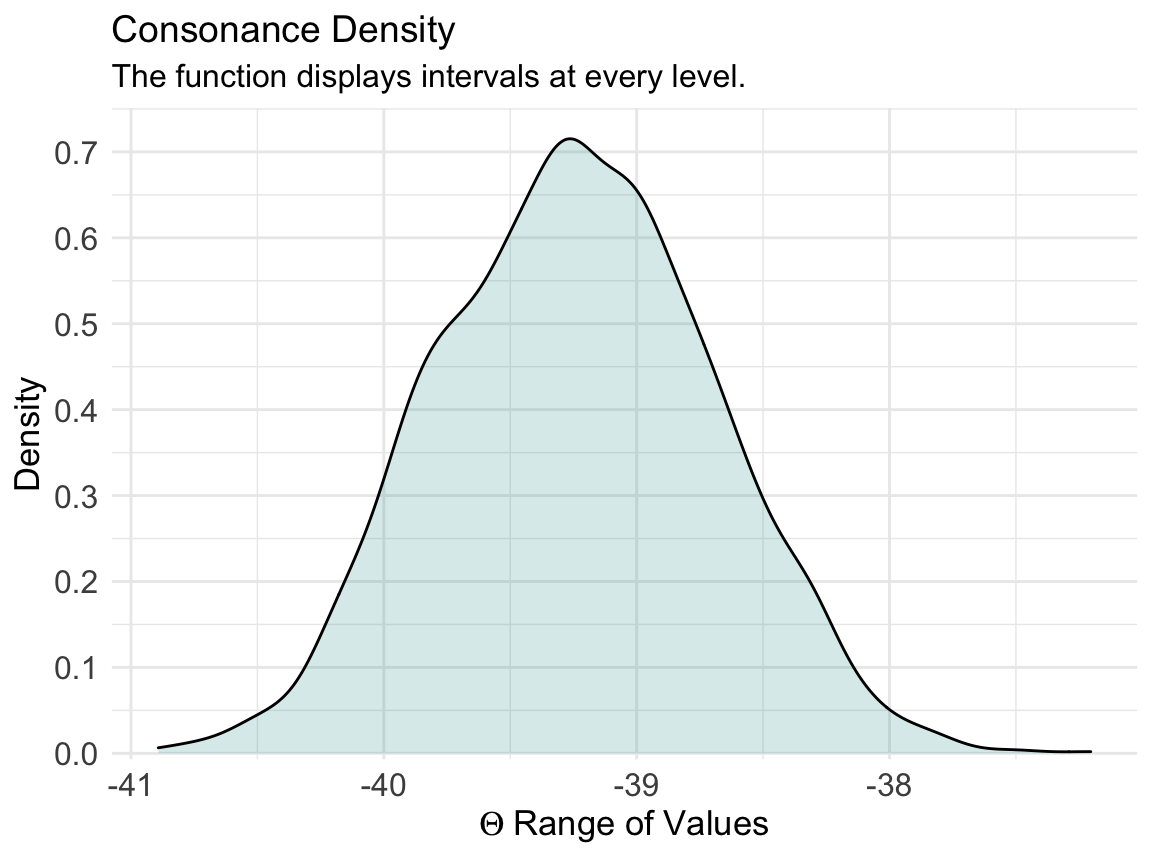 Consonance Density
The function displays intervals at every level.
0.7
0.6
0.5
0.4
0.3
0.2
0.1
0.0
Density
-41 -40 -39 -38
Θ Range of Values